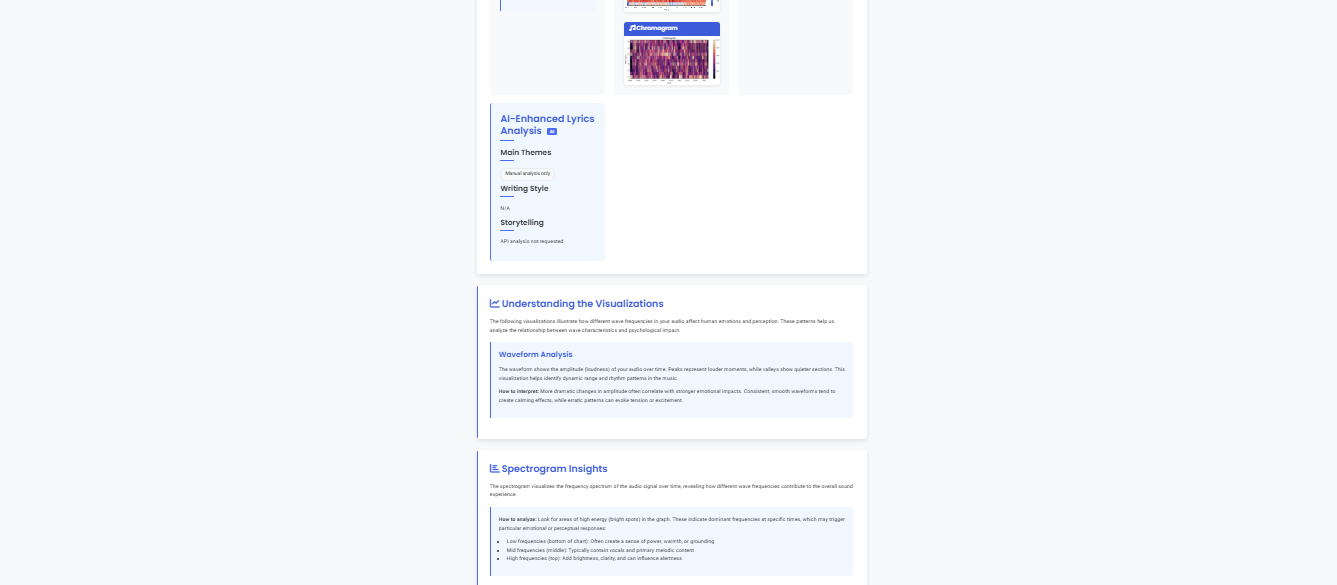 Chromagram
AI-Enhanced Lyrics
Analysis AI
Main Themes
Manual analysis only
Writing Style
N/A
Storytelling
API analysis not requested
Understanding the Visualizations
The following visualizations illustrate how different wave frequencies in your audio affect human emotions and perception. These patterns help us
analyze the relationship between wave characteristics and psychological impact.
Waveform Analysis
The waveform shows the amplitude (loudness) of your audio over time. Peaks represent louder moments, while valleys show quieter sections. This
visualization helps identify dynamic range and rhythm patterns in the music.
How to interpret: More dramatic changes in amplitude often correlate with stronger emotional impacts. Consistent, smooth waveforms tend to
create calming effects, while erratic patterns can evoke tension or excitement.
Spectrogram Insights
The spectrogram visualizes the frequency spectrum of the audio signal over time, revealing how different wave frequencies contribute to the overall sound
experience.
How to analyze: Look for areas of high energy (bright spots) in the graph. These indicate dominant frequencies at specific times, which may trigger
particular emotional or perceptual responses:
Low frequencies (bottom of chart): Often create a sense of power, warmth, or grounding
Mid frequencies (middle): Typically contain vocals and primary melodic content
High frequencies (top): Add brightness, clarity, and can influence alertness